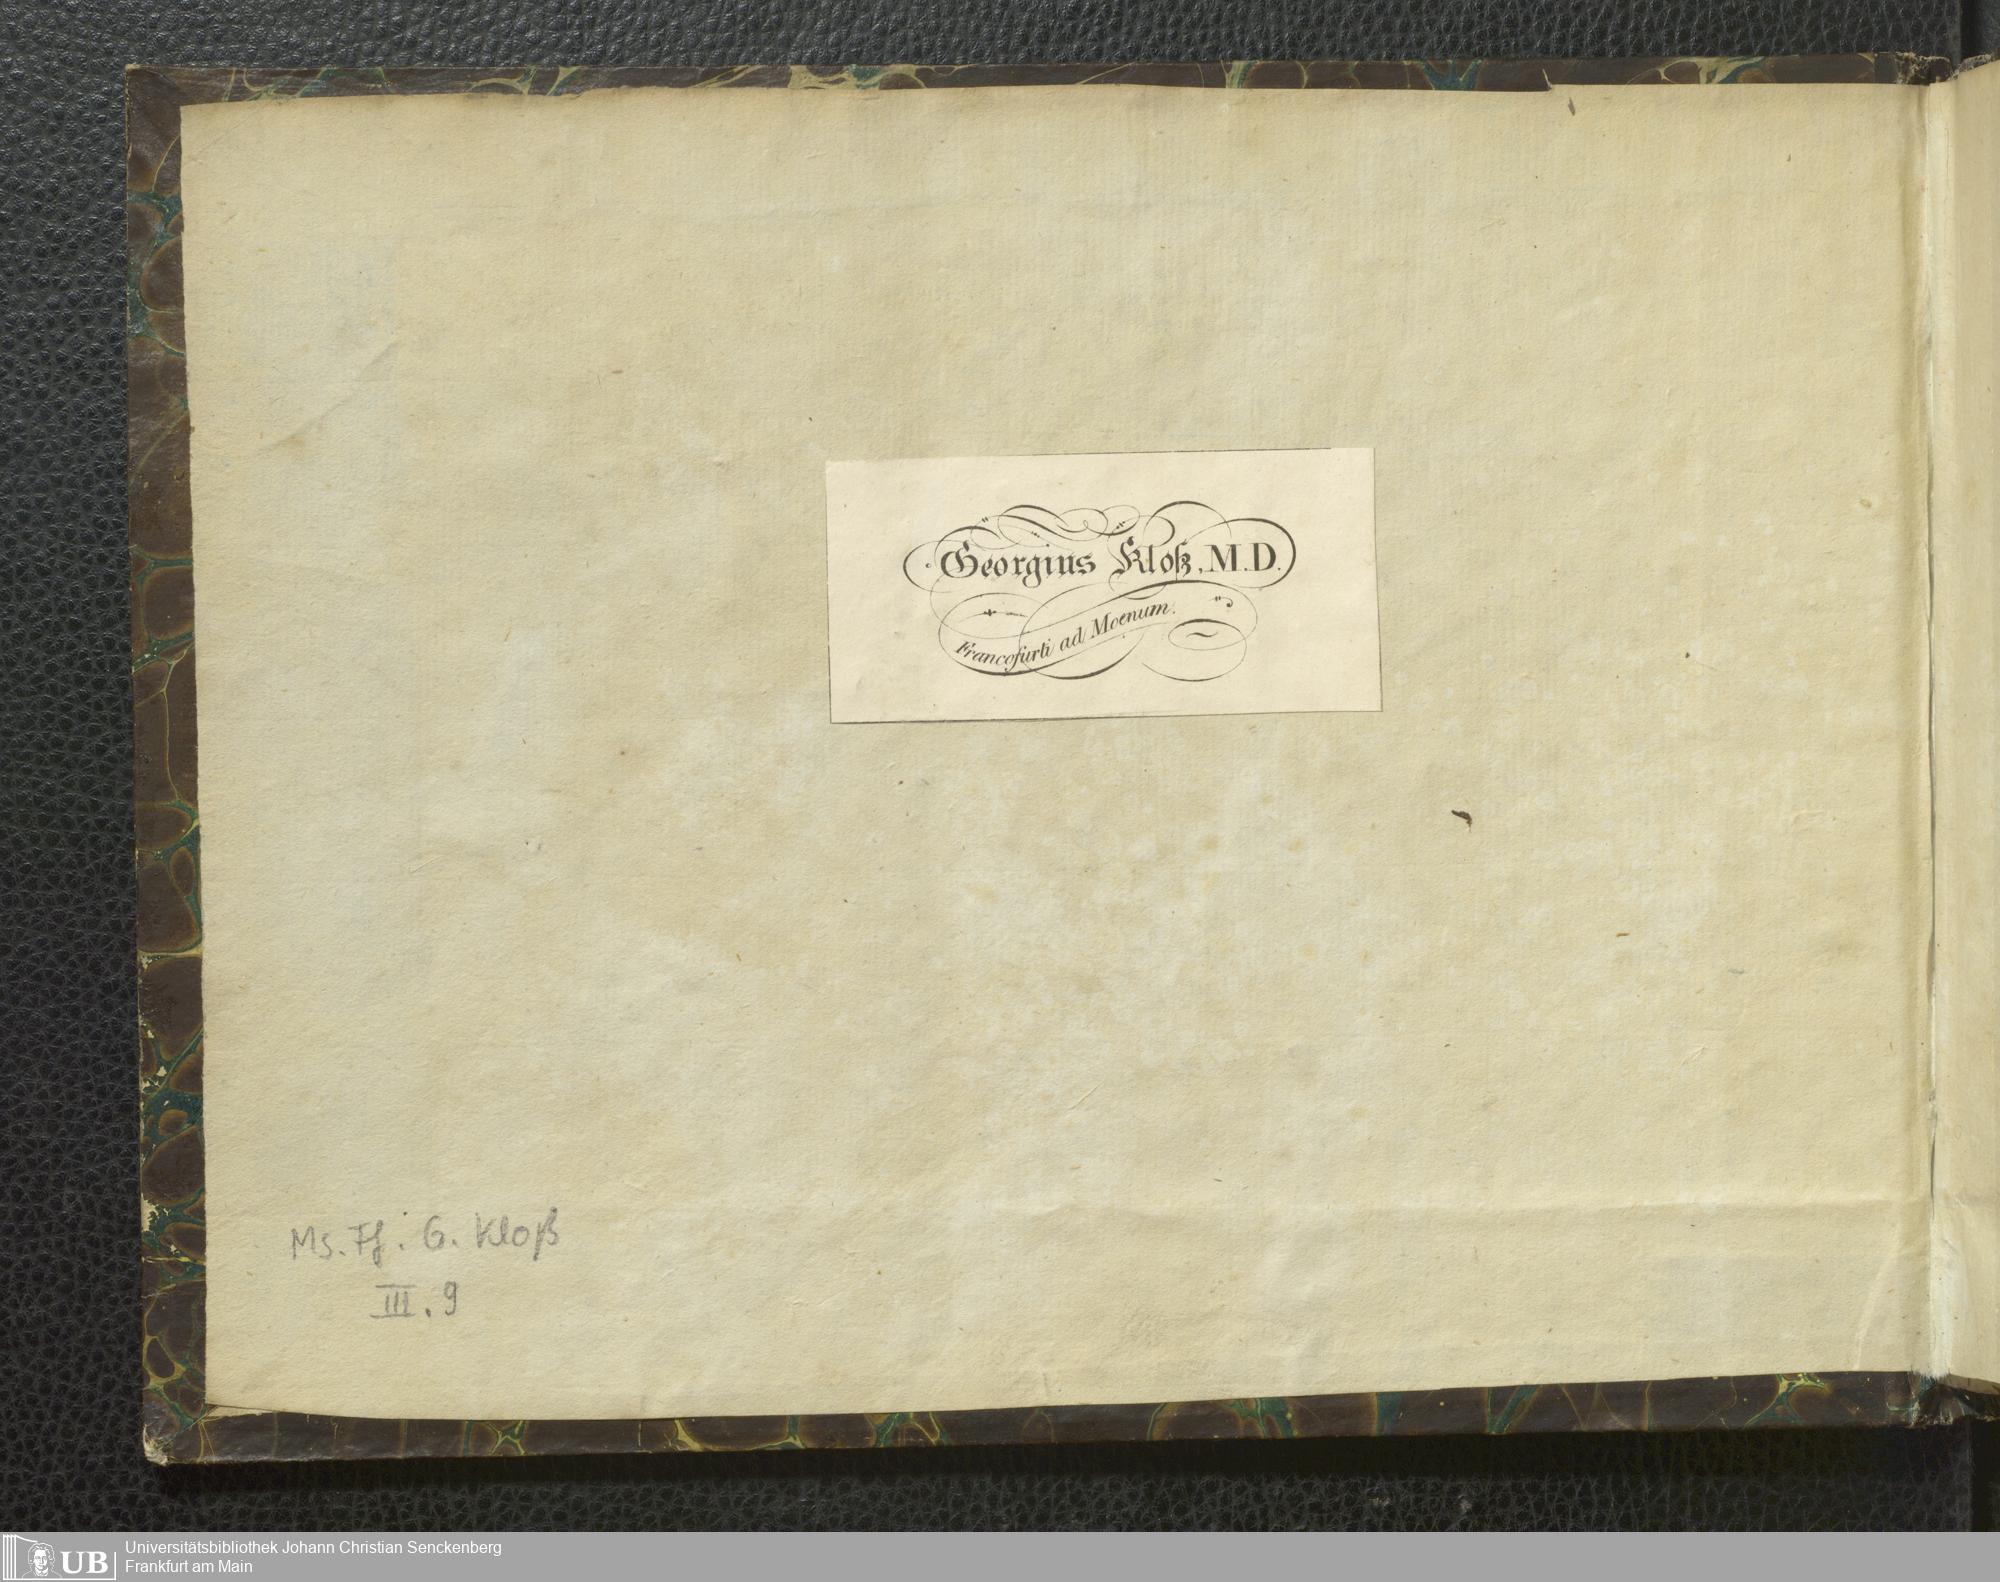 Georgius Kloß, M.D.
Francofurti ad Moenum.
Ms. Ff. G. Kloß
III. 9
UB
Universitätsbibliothek Johann Christian Senckenberg
Frankfurt am Main